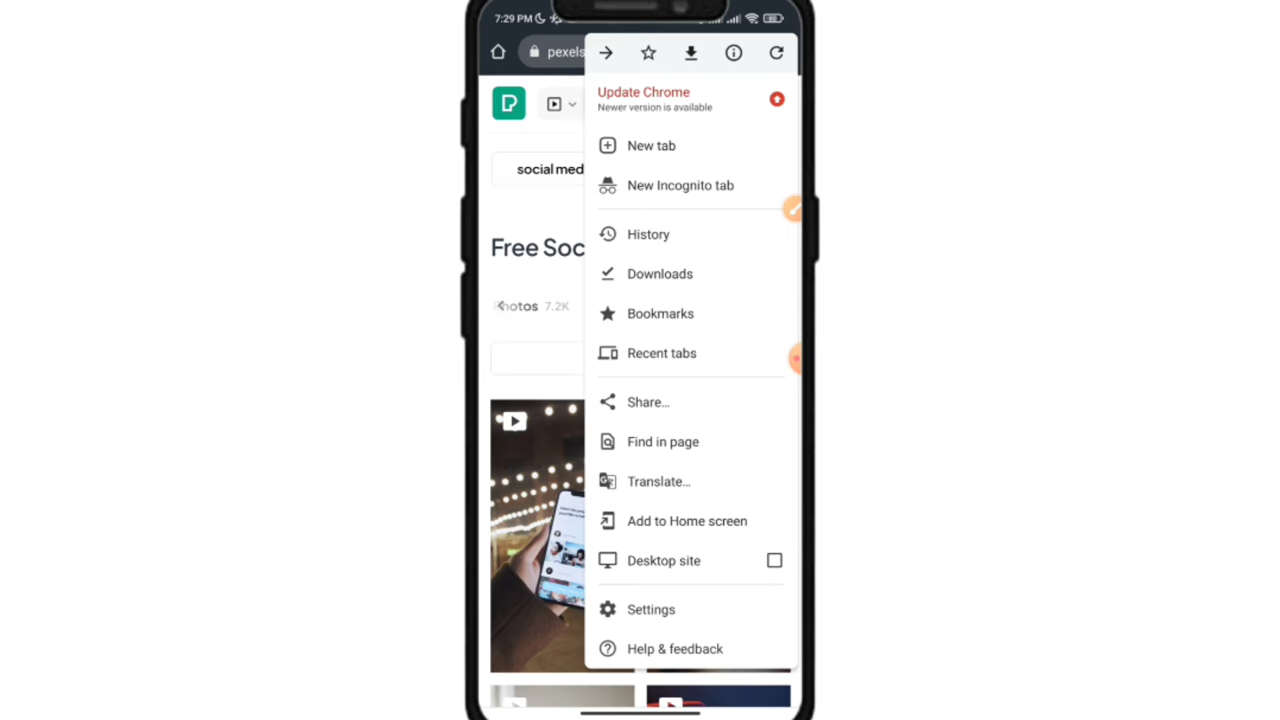 7:29 PM
pexels
Update Chrome
Newer version is available
New tab
New Incognito tab
social med
History
Free Soc
Downloads
Photos 7.2K
Bookmarks
Recent tabs
Share...
Find in page
Translate...
Add to Home screen
Desktop site
Settings
Help & feedback